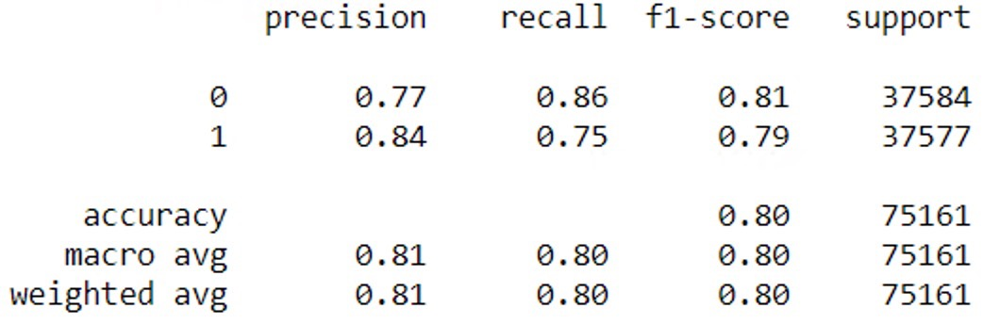 precision recall f1-score support
0 0.77 0.86 0.81 37584
1 0.84 0.75 0.79 37577
accuracy 0.80 75161
macro avg 0.81 0.80 0.80 75161
weighted avg 0.81 0.80 0.80 75161